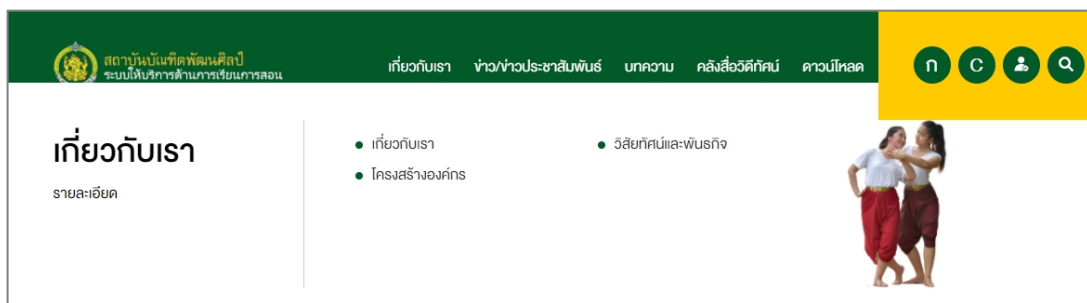 สถาบันบัณฑิตพัฒนศิลป์
ระบบให้บริการด้านการเรียนการสอน
เกี่ยวกับเรา ข่าว/ข่าวประชาสัมพันธ์ บทความ คลังสื่อวิดีทัศน์ ดาวน์โหลด
ก C
เกี่ยวกับเรา
รายละเอียด
เกี่ยวกับเรา
วิสัยทัศน์และพันธกิจ
โครงสร้างองค์กร